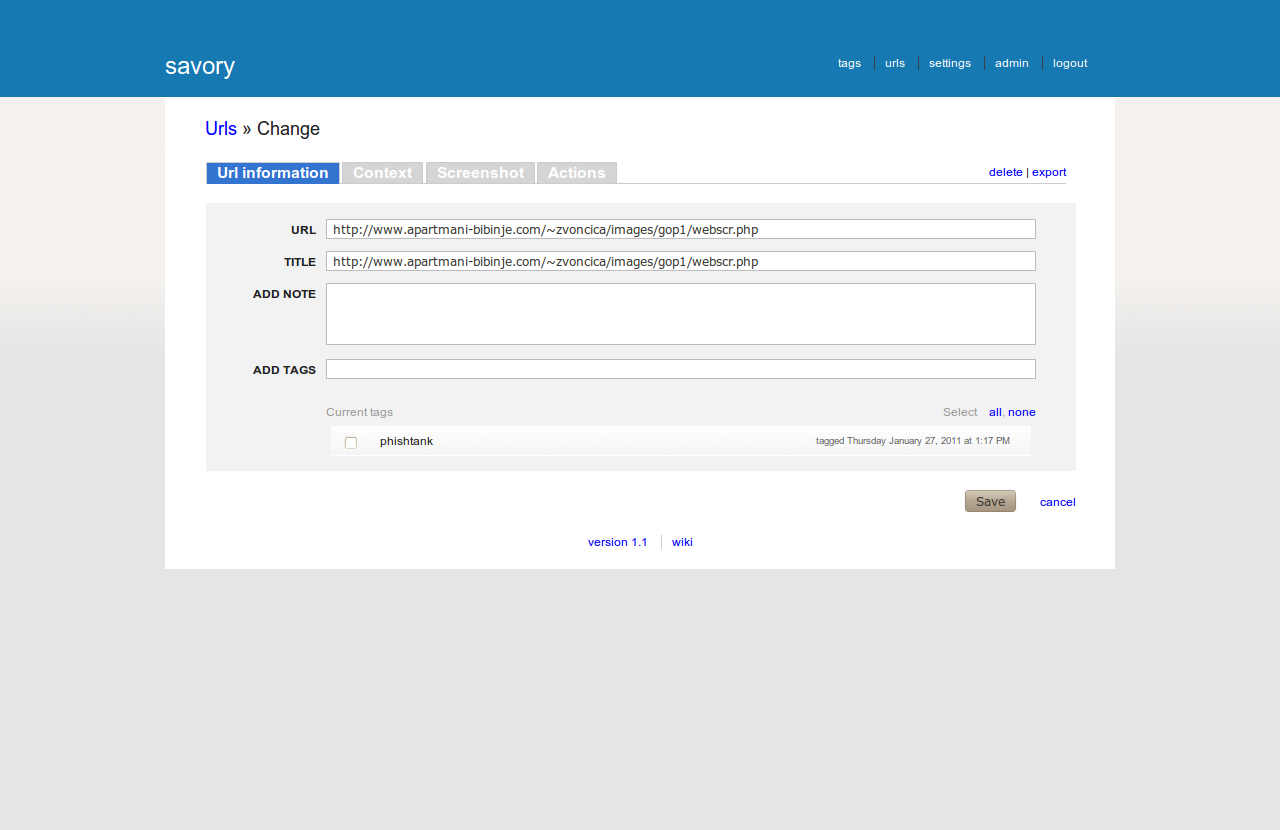 savory
tags urls settings admin logout
Urls » Change
Url information Context Screenshot Actions delete | export
URL http://www.apartmani-bibinje.com/~zvoncica/images/gop1/webscr.php
TITLE http://www.apartmani-bibinje.com/~zvoncica/images/gop1/webscr.php
ADD NOTE
ADD TAGS
Current tags Select all, none
phishtank tagged Thursday January 27, 2011 at 1:17 PM
Save cancel
version 1.1 wiki